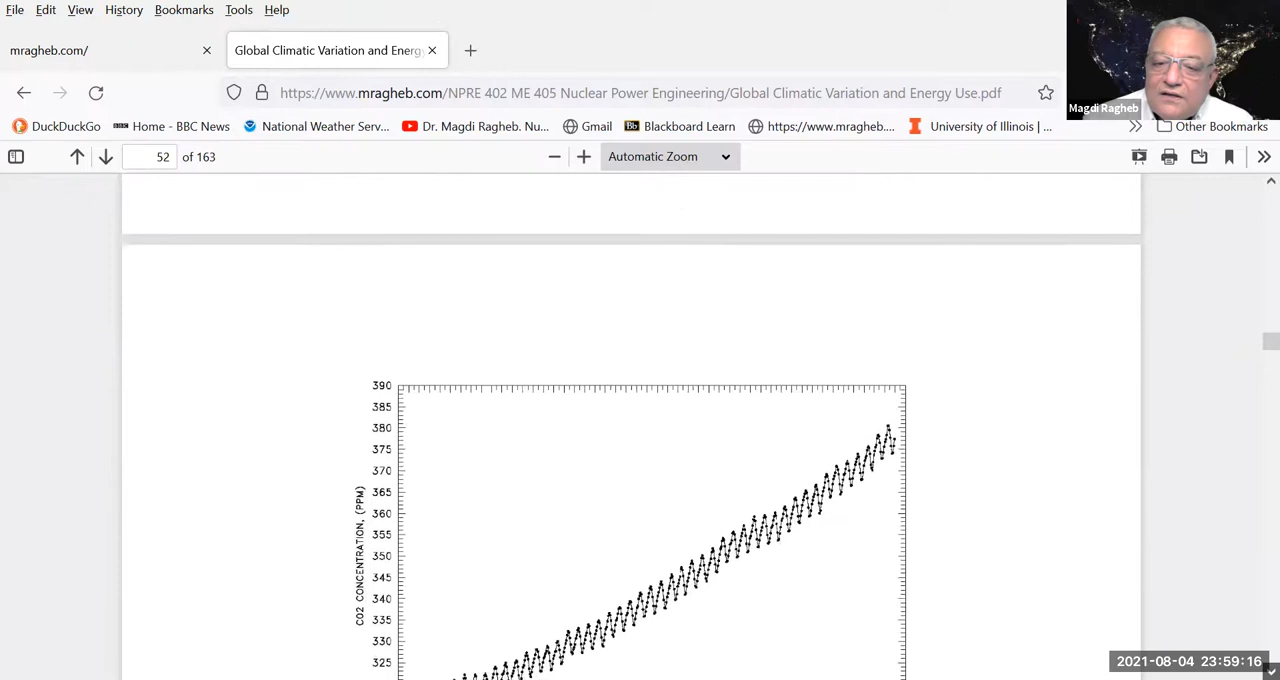 File Edit View History Bookmarks Tools Help
mragheb.com/ Global Climatic Variation and Energ
https://www.mragheb.com/NPRE 402 ME 405 Nuclear Power Engineering/Global Climatic Variation and Energy Use.pdf
Magdi Ragheb
DuckDuckGo BBC Home - BBC News National Weather Serv... Dr. Magdi Ragheb. Nu... Gmail Bb Blackboard Learn https://www.mragheb.... University of Illinois | ... Other Bookmarks
52 of 163 Automatic Zoom
390
385
380
375
370
365
360
355
350
345
340
335
330
325
CO2 CONCENTRATION, (PPM)
2021-08-04 23:59:16